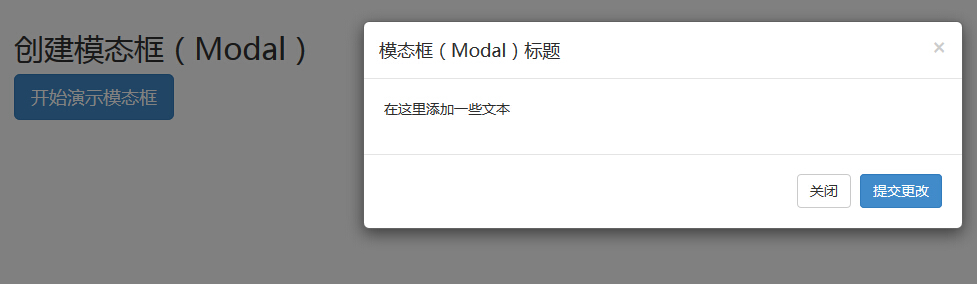 创建模态框（Modal）
开始演示模态框
模态框（Modal）标题
×
在这里添加一些文本
关闭
提交更改